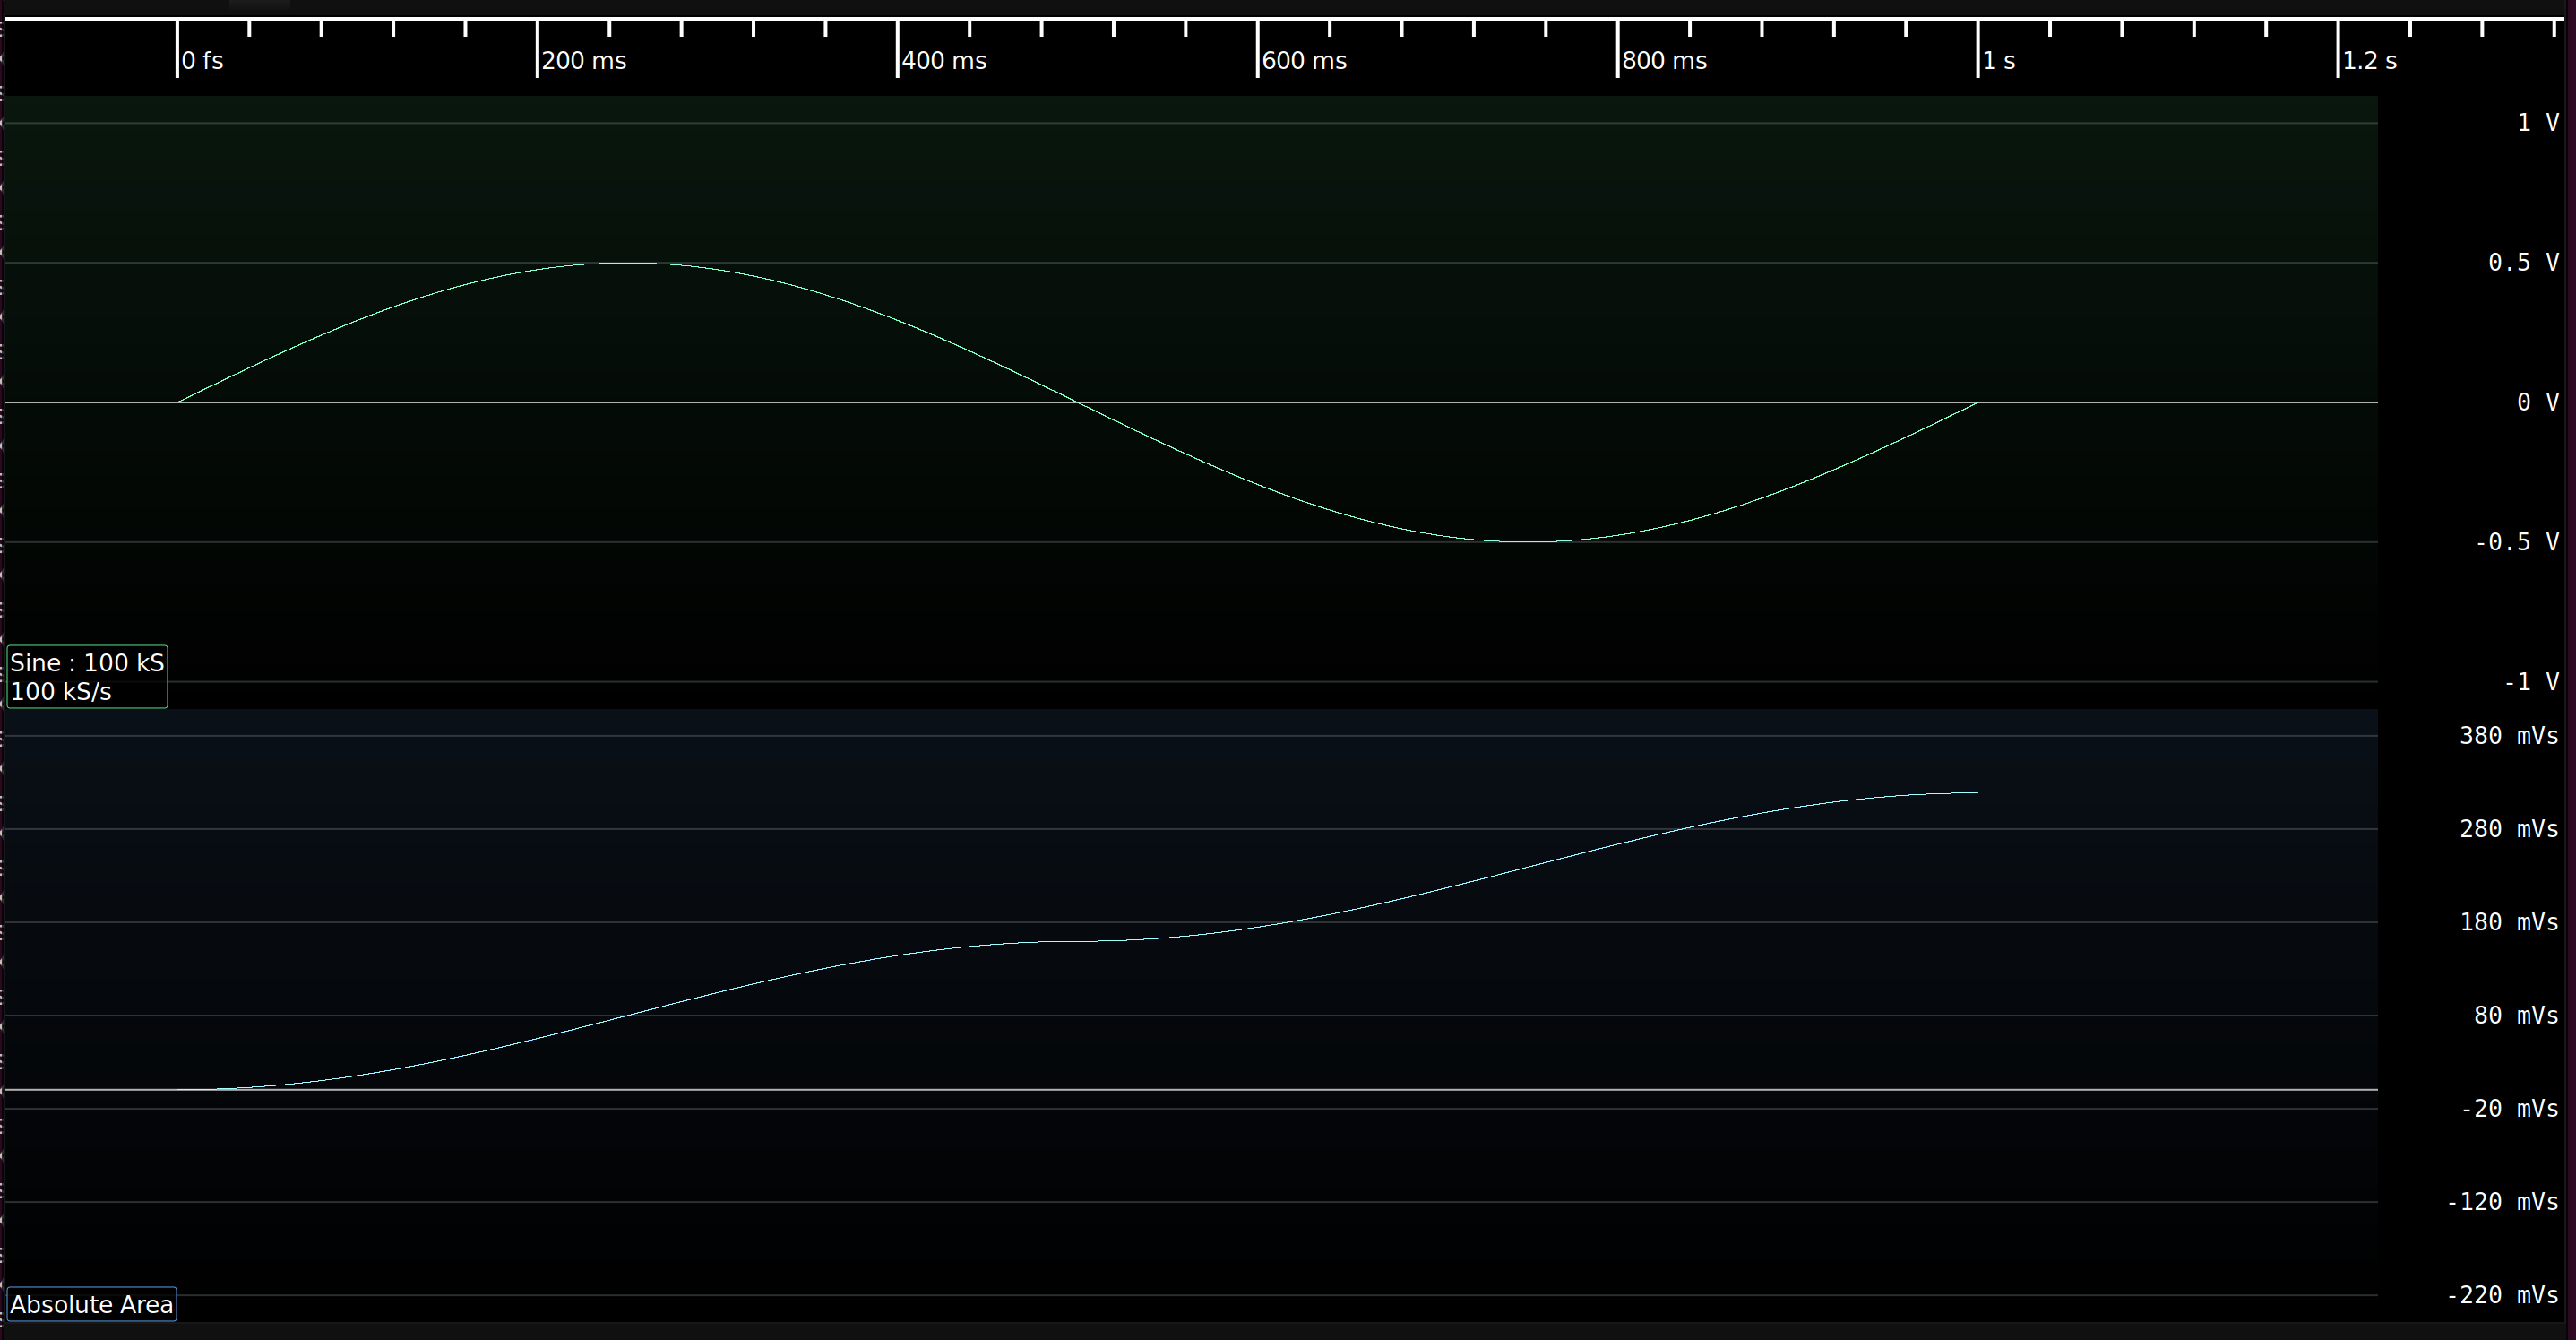 0 fs 200 ms 400 ms 600 ms 800 ms 1 s 1.2 s
1 V
0.5 V
0 V
-0.5 V
Sine : 100 kS
100 kS/s
-1 V
380 mVs
280 mVs
180 mVs
80 mVs
-20 mVs
-120 mVs
-220 mVs
Absolute Area